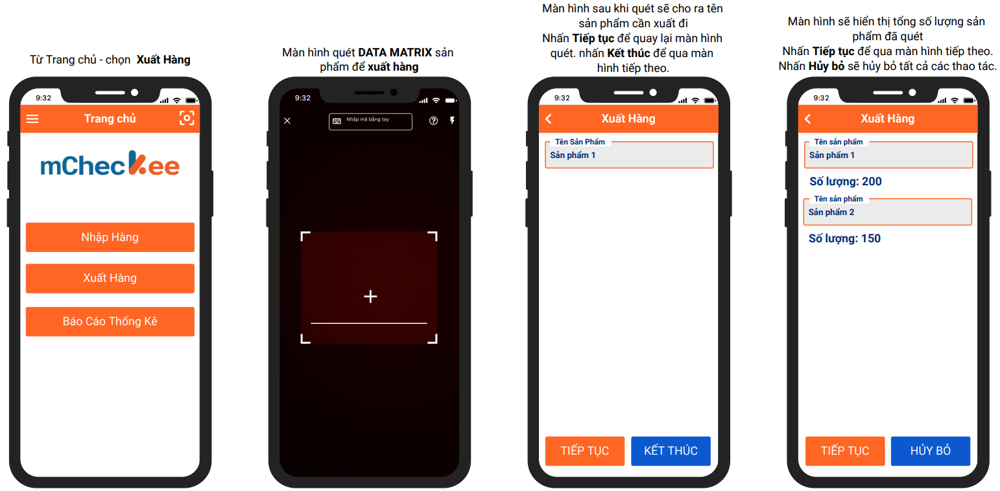 Từ Trang chủ - chọn Xuất Hàng
9:32
Trang chủ
mCheckee
Nhập Hàng
Xuất Hàng
Báo Cáo Thống Kê
Màn hình quét DATA MATRIX sản
phẩm để xuất hàng
9:32
Nhập mã bằng tay
Màn hình sau khi quét sẽ cho ra tên
sản phẩm cần xuất đi
Nhấn Tiếp tục để quay lại màn hình
quét. nhấn Kết thúc để qua màn
hình tiếp theo.
9:32
Xuất Hàng
Tên Sản Phẩm
Sản phẩm 1
TIẾP TỤC
KẾT THÚC
Màn hình sẽ hiển thị tổng số lượng sản
phẩm đã quét
Nhấn Tiếp tục để qua màn hình tiếp theo.
Nhấn Hủy bỏ sẽ hủy bỏ tất cả các thao tác.
9:32
Xuất Hàng
Tên sản phẩm
Sản phẩm 1
Số lượng: 200
Tên sản phẩm
Sản phẩm 2
Số lượng: 150
TIẾP TỤC
HỦY BỎ